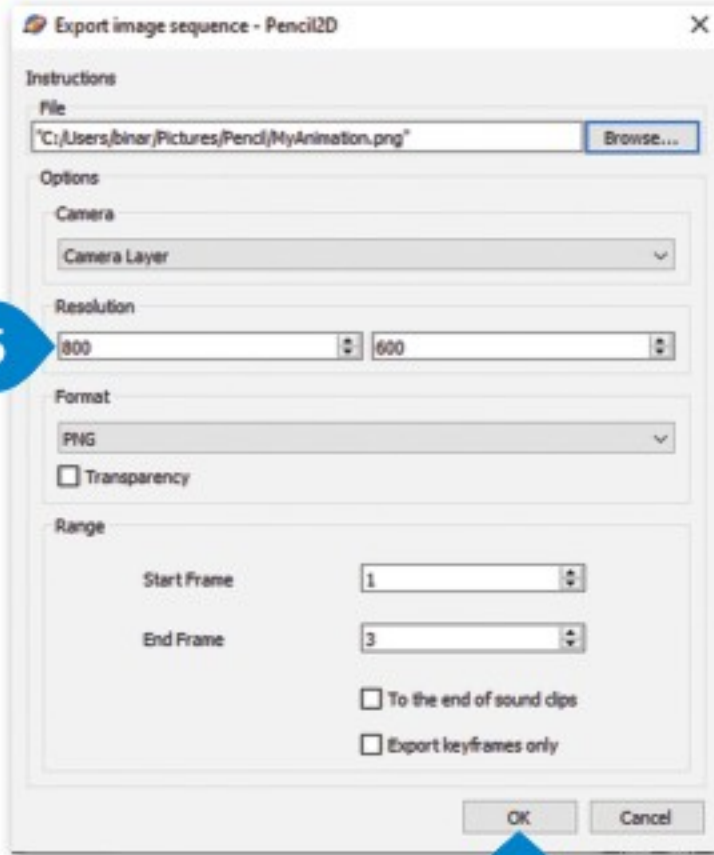 Export image sequence - Pencil2D
Instructions
File
"C:/Users/binar/Pictures/Pencil/MyAnimation.png" Browse...
Options
Camera
Camera Layer
Resolution
800 600
Format
PNG
Transparency
Range
Start Frame 1
End Frame 3
To the end of sound clips
Export keyframes only
OK Cancel